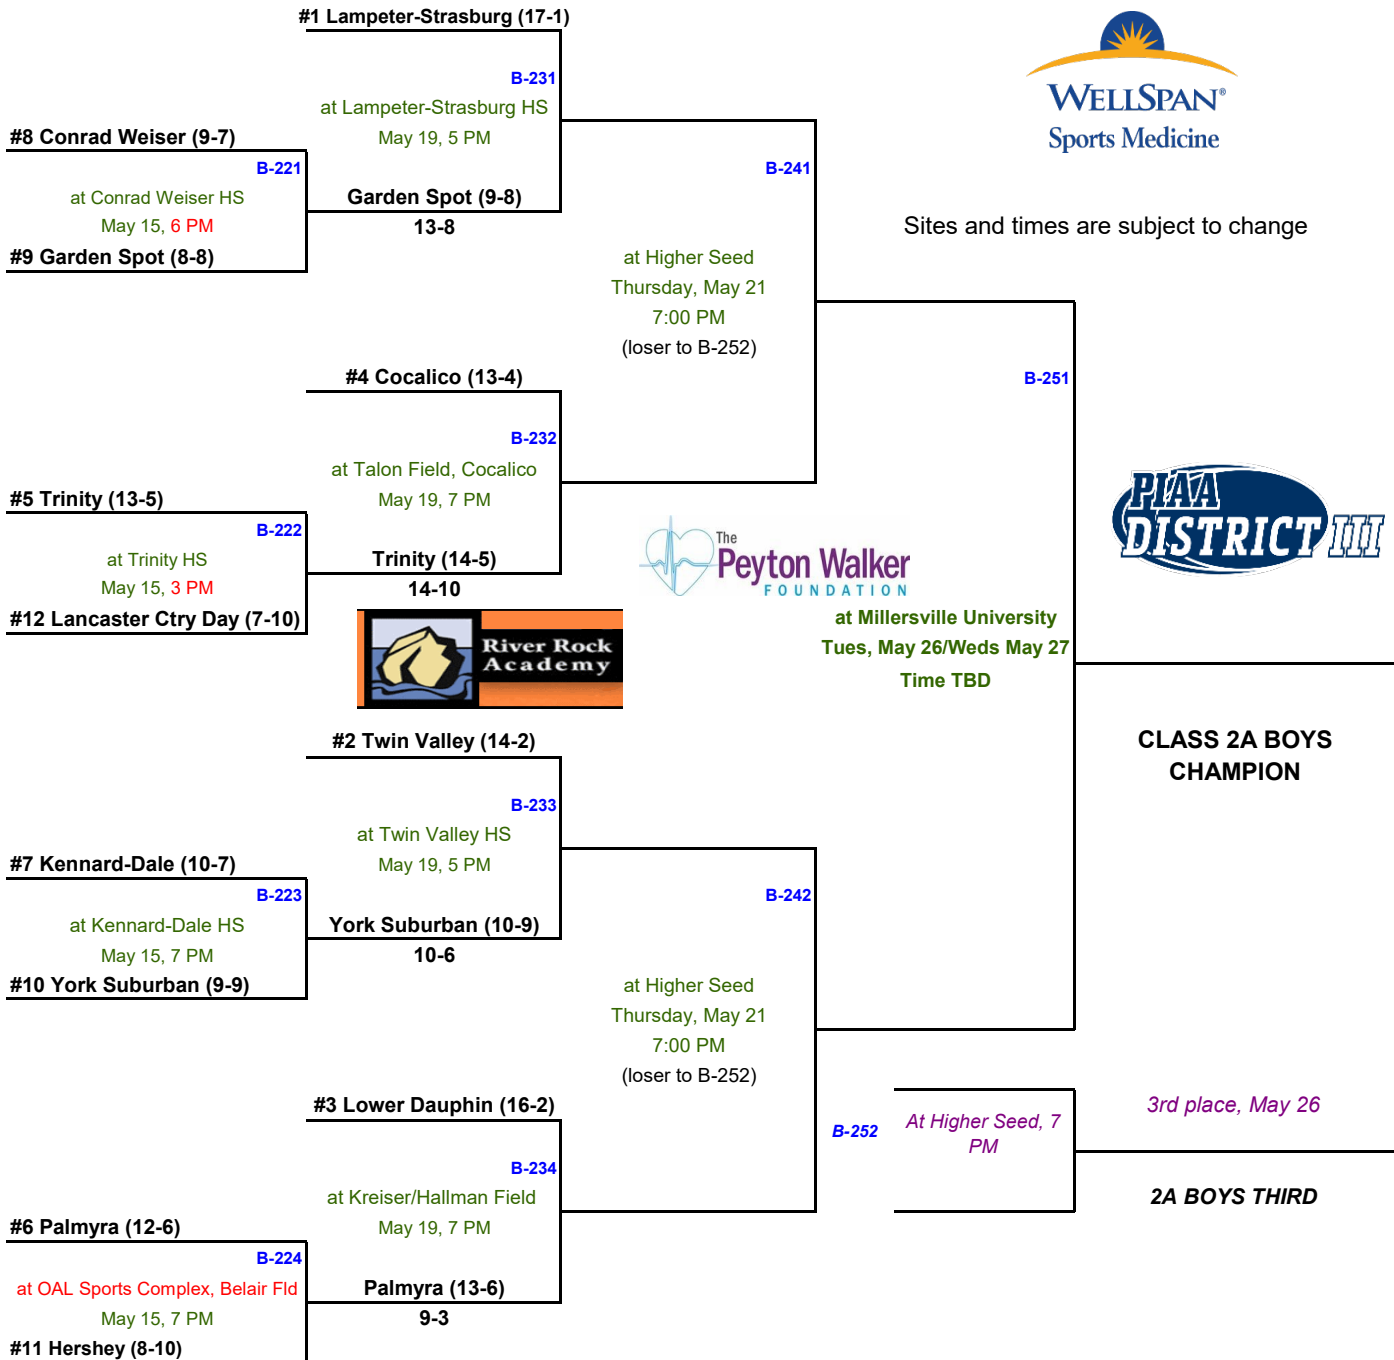 #1 Lampeter-Strasburg (17-1)
B-231
at Lampeter-Strasburg HS
May 19, 5 PM
#8 Conrad Weiser (9-7)
B-221
at Conrad Weiser HS
May 15, 6 PM
#9 Garden Spot (8-8)
Garden Spot (9-8)
13-8
B-241
at Higher Seed
Thursday, May 21
7:00 PM
(loser to B-252)
WELLSPAN®
Sports Medicine
Sites and times are subject to change
#4 Cocalico (13-4)
B-232
at Talon Field, Cocalico
May 19, 7 PM
#5 Trinity (13-5)
B-222
at Trinity HS
May 15, 3 PM
#12 Lancaster Ctry Day (7-10)
Trinity (14-5)
14-10
B-251
PIAA
DISTRICT III
The
Peyton Walker
FOUNDATION
River Rock
Academy
at Millersville University
Tues, May 26/Weds May 27
Time TBD
CLASS 2A BOYS
CHAMPION
#2 Twin Valley (14-2)
B-233
at Twin Valley HS
May 19, 5 PM
#7 Kennard-Dale (10-7)
B-223
at Kennard-Dale HS
May 15, 7 PM
#10 York Suburban (9-9)
York Suburban (10-9)
10-6
B-242
at Higher Seed
Thursday, May 21
7:00 PM
(loser to B-252)
#3 Lower Dauphin (16-2)
B-234
at Kreiser/Hallman Field
May 19, 7 PM
#6 Palmyra (12-6)
B-224
at OAL Sports Complex, Belair Fld
May 15, 7 PM
#11 Hershey (8-10)
Palmyra (13-6)
9-3
B-252
At Higher Seed, 7
PM
3rd place, May 26
2A BOYS THIRD